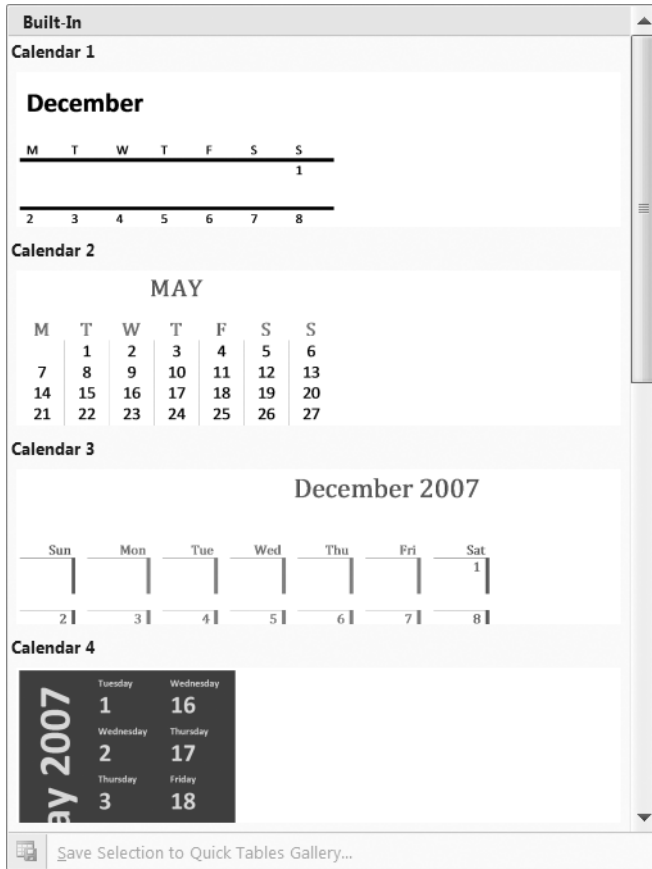 Built-In
Calendar 1
December
M T W T F S S
1
2 3 4 5 6 7 8
Calendar 2
MAY
M T W T F S S
1 2 3 4 5 6
7 8 9 10 11 12 13
14 15 16 17 18 19 20
21 22 23 24 25 26 27
Calendar 3
December 2007
Sun Mon Tue Wed Thu Fri Sat
1
2 3 4 5 6 7 8
Calendar 4
ay 2007
Tuesday Wednesday
1 16
Wednesday Thursday
2 17
Thursday Friday
3 18
Save Selection to Quick Tables Gallery...